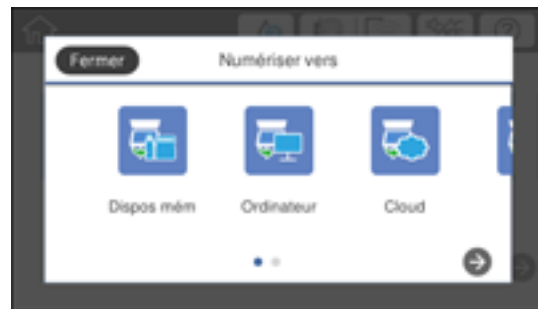 Fermer
Numériser vers
Dispos mém
Ordinateur
Cloud